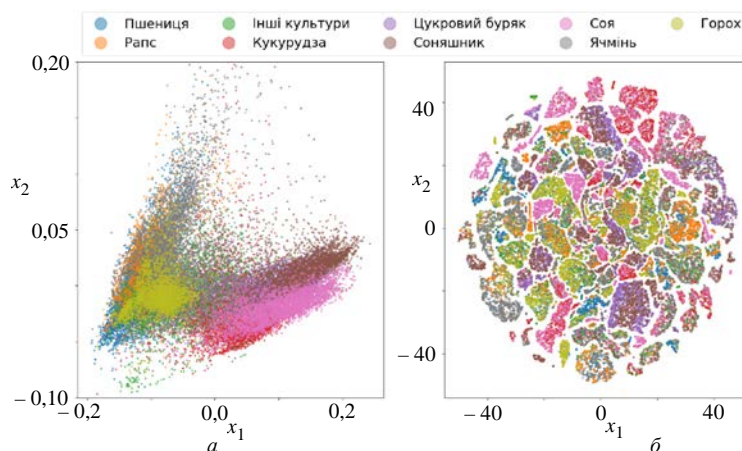 Пшениця Інші культури Цукровий буряк Соя Горох
Рапс Кукурудза Соняшник Ячмінь
0,20
x2
0,05
– 0,10
– 0,2 0,0 0,2
x1
а
40
x2
0
– 40
– 40 0 40
x1
б